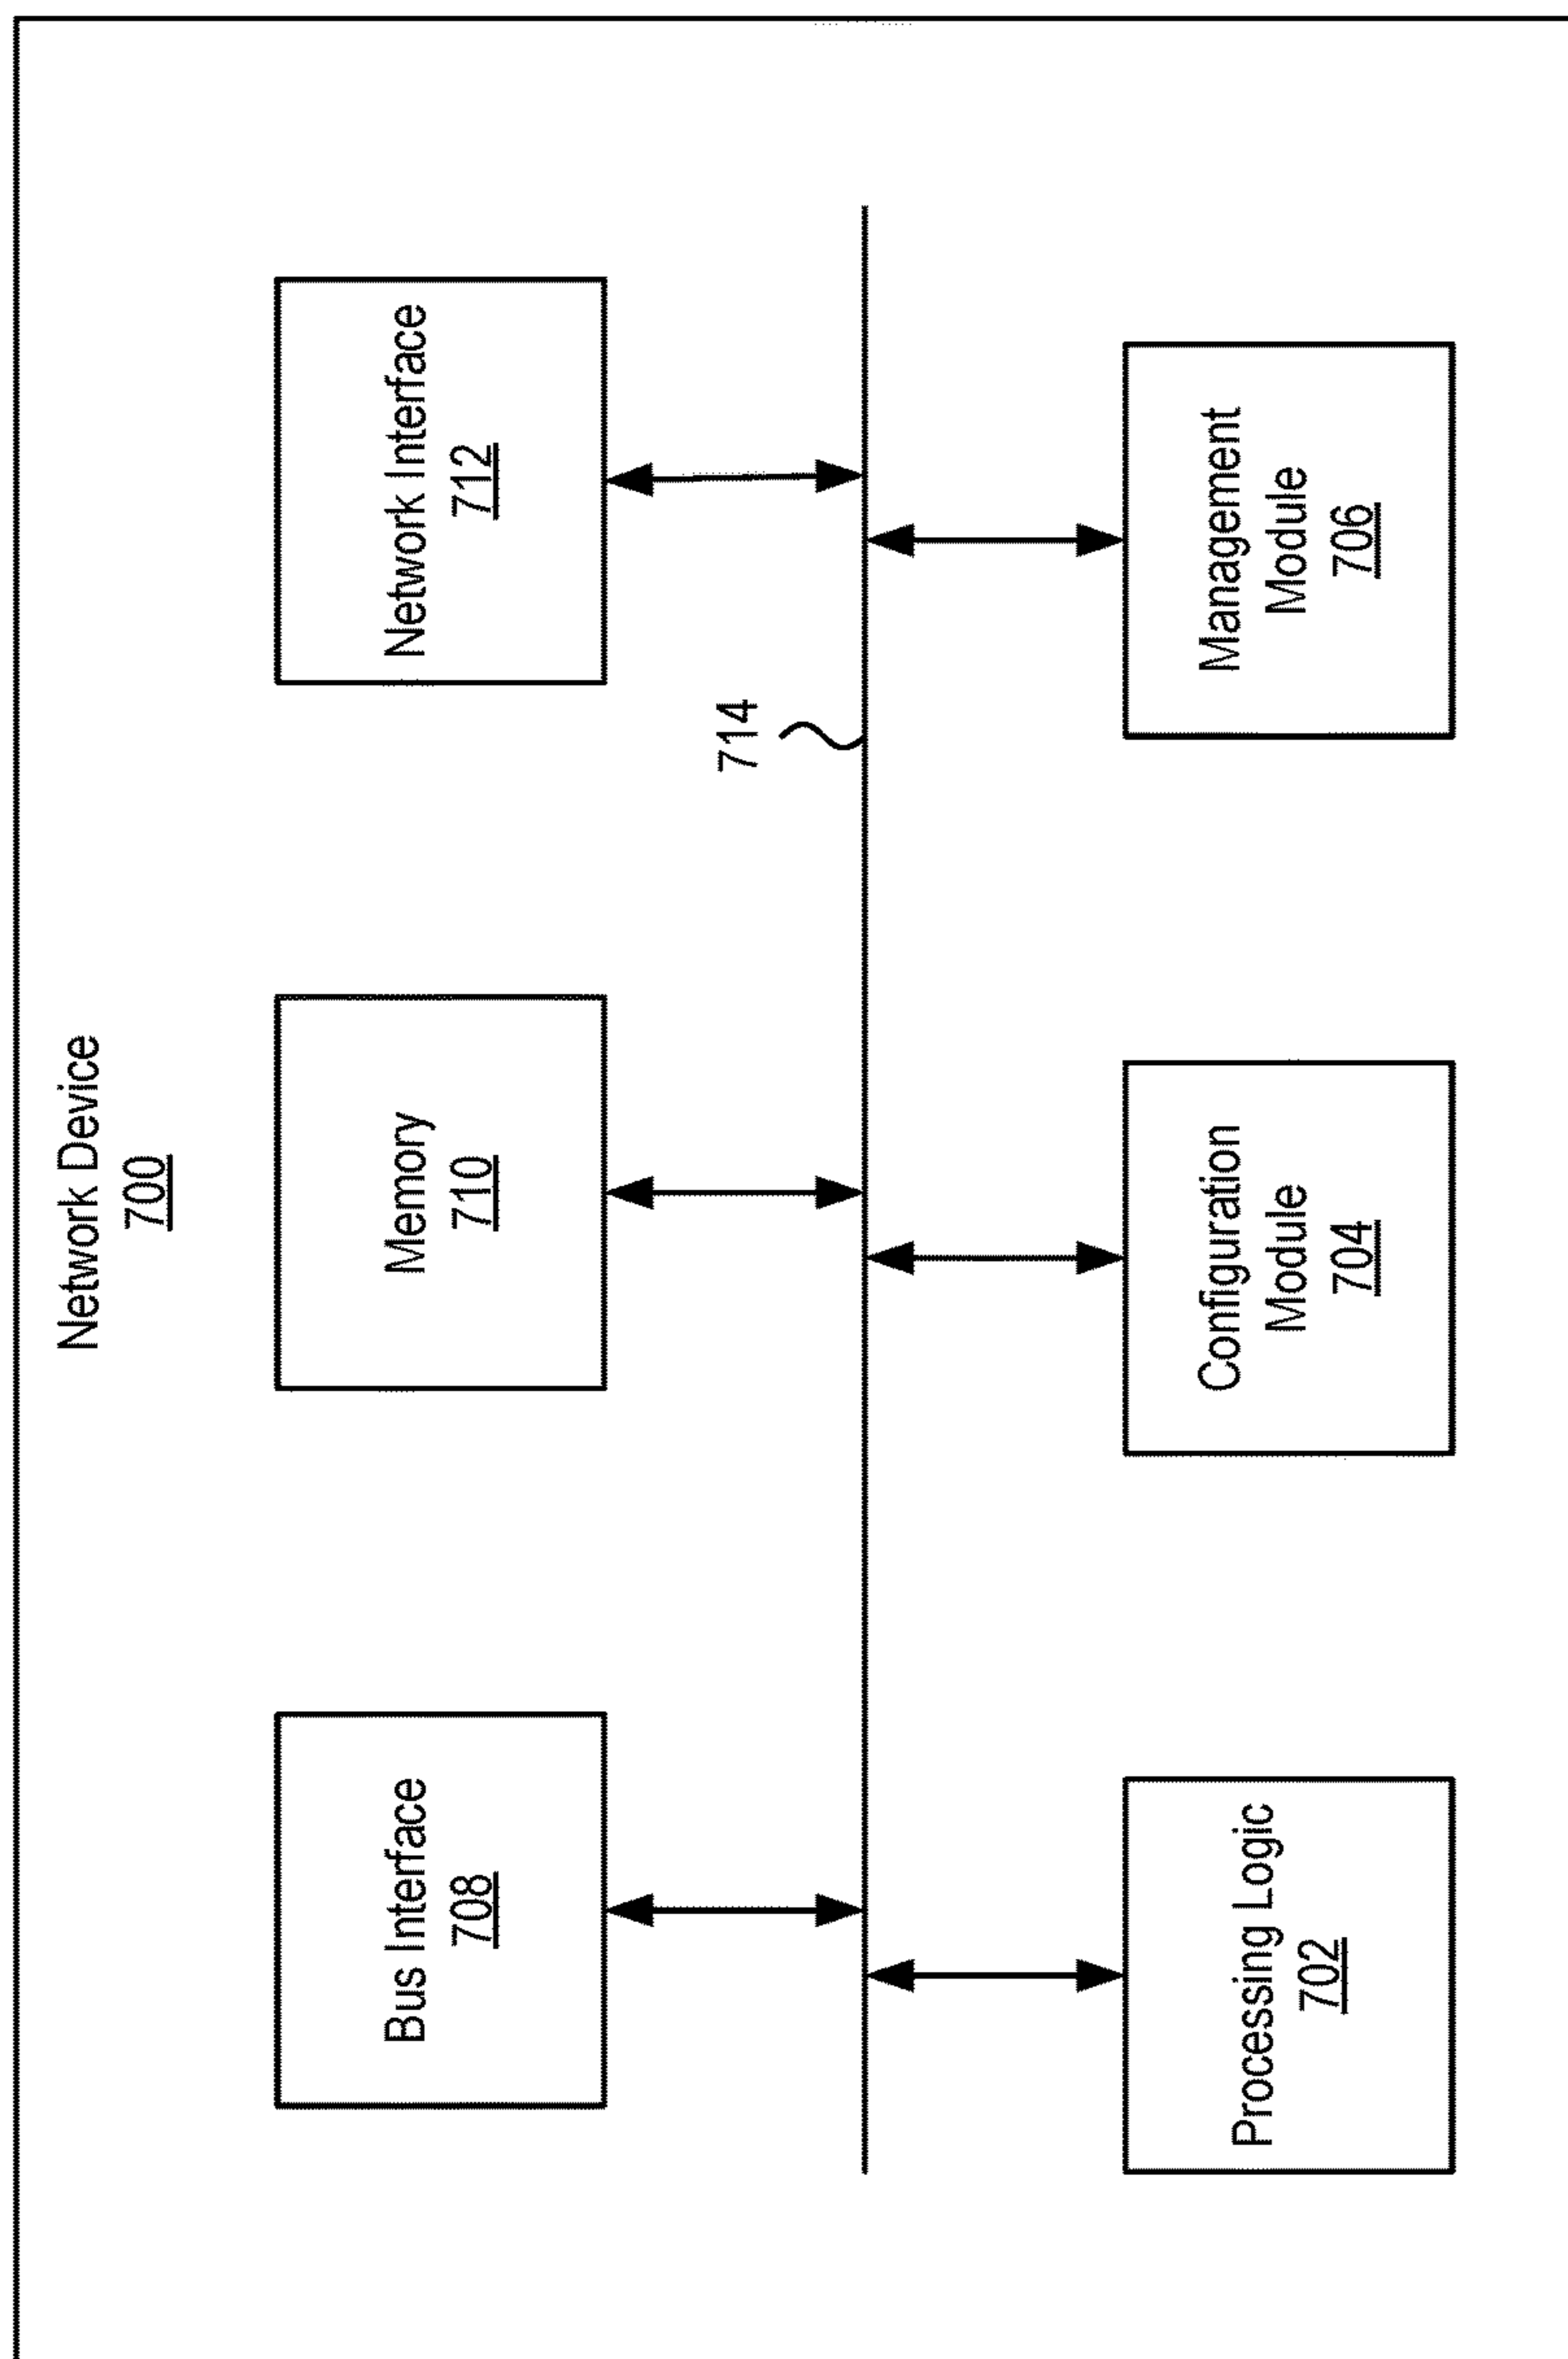 Network Device
700
Bus Interface
708
Memory
710
Network Interface
712
714
Processing Logic
702
Configuration
Module
704
Management
Module
706